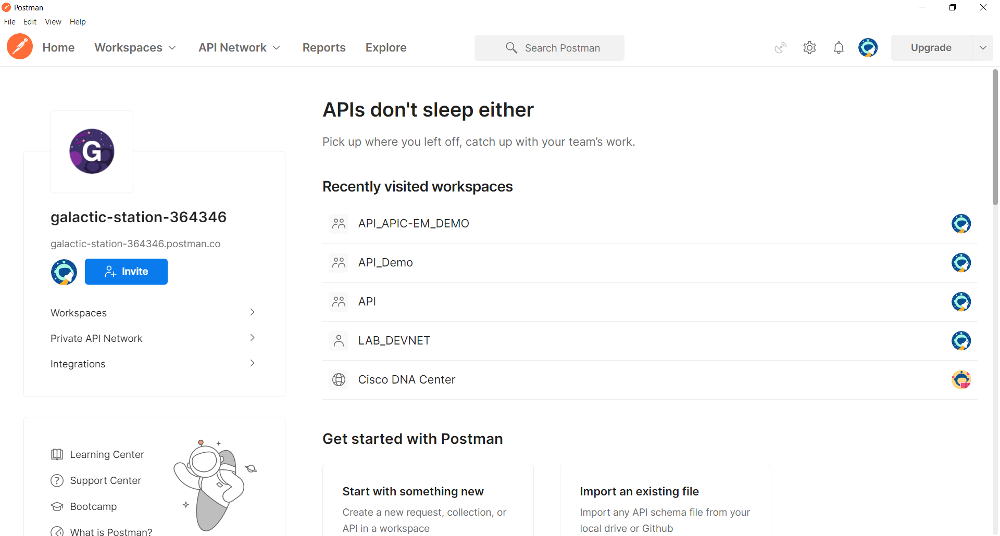 Postman
File Edit View Help
Home Workspaces API Network Reports Explore Search Postman Upgrade
G
galactic-station-364346
galactic-station-364346.postman.co
Invite
Workspaces
Private API Network
Integrations
Learning Center
Support Center
Bootcamp
What is Postman?
APIs don't sleep either
Pick up where you left off, catch up with your team’s work.
Recently visited workspaces
API_APIC-EM_DEMO
API_Demo
API
LAB_DEVNET
Cisco DNA Center
Get started with Postman
Start with something new
Create a new request, collection, or
API in a workspace
Import an existing file
Import any API schema file from your
local drive or Github